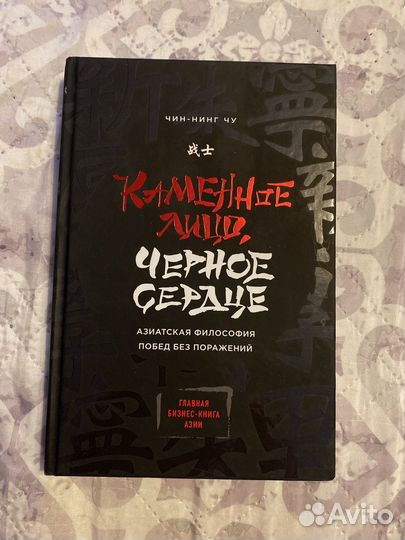 ЧИН-НИНГ ЧУ
战士
КАМЕННОЕ
ЛИЦО,
ЧЕРНОЕ
СЕРДЦЕ
АЗИАТСКАЯ ФИЛОСОФИЯ
ПОБЕД БЕЗ ПОРАЖЕНИЙ
ГЛАВНАЯ
БИЗНЕС-КНИГА
АЗИИ
Avito